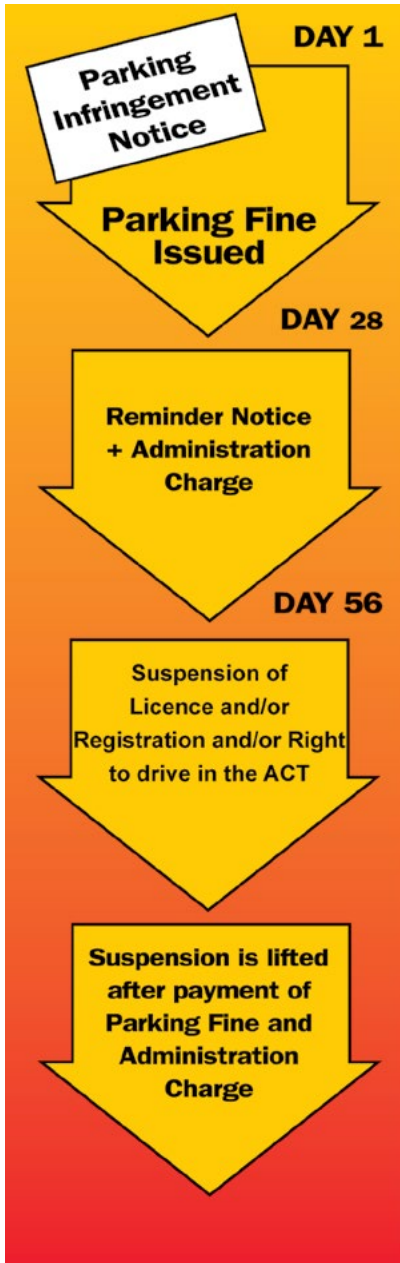 DAY 1
Parking
Infringement
Notice
Parking Fine
Issued
DAY 28
Reminder Notice
+ Administration
Charge
DAY 56
Suspension of
Licence and/or
Registration and/or Right
to drive in the ACT
Suspension is lifted
after payment of
Parking Fine and
Administration
Charge